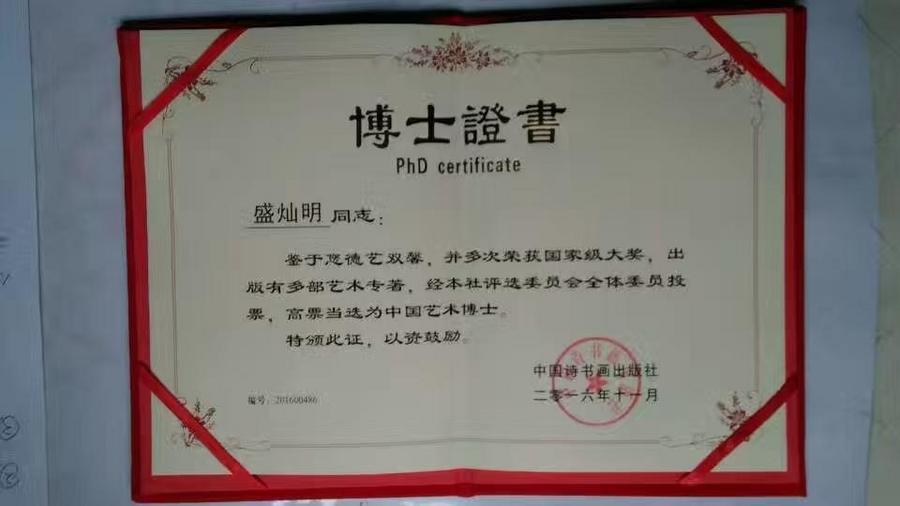 博士證書
PhD certificate
盛灿明同志：
鉴于您德艺双馨，并多次荣获国家级大奖，出
版有多部艺术专著，经本社评选委员会全体委员投
票，高票当选为中国艺术博士。
特颁此证，以资鼓励。
中国诗书画出版社
二零一六年十一月
编号：201600486
③
②